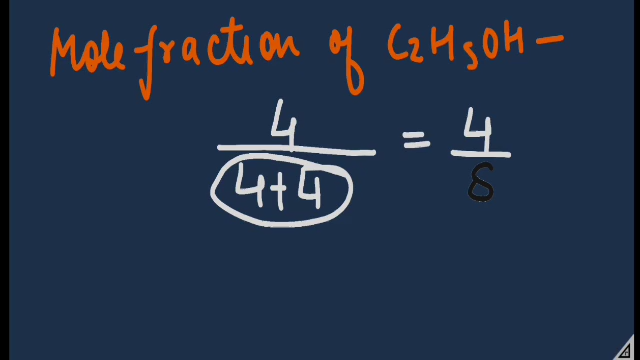 Mole fraction of C2H5OH –
4/(4+4) = 4/8